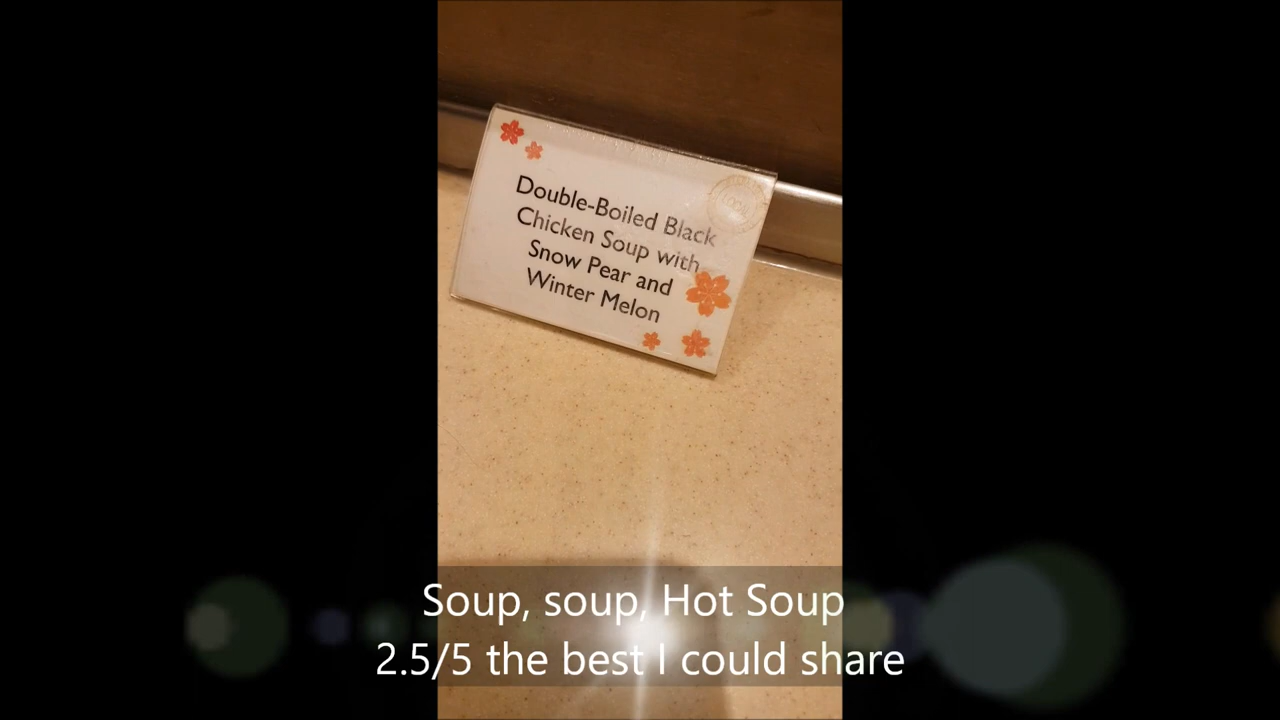 Double-Boiled Black
Chicken Soup with
Snow Pear and
Winter Melon
Soup, soup, Hot Soup
2.5/5 the best I could share